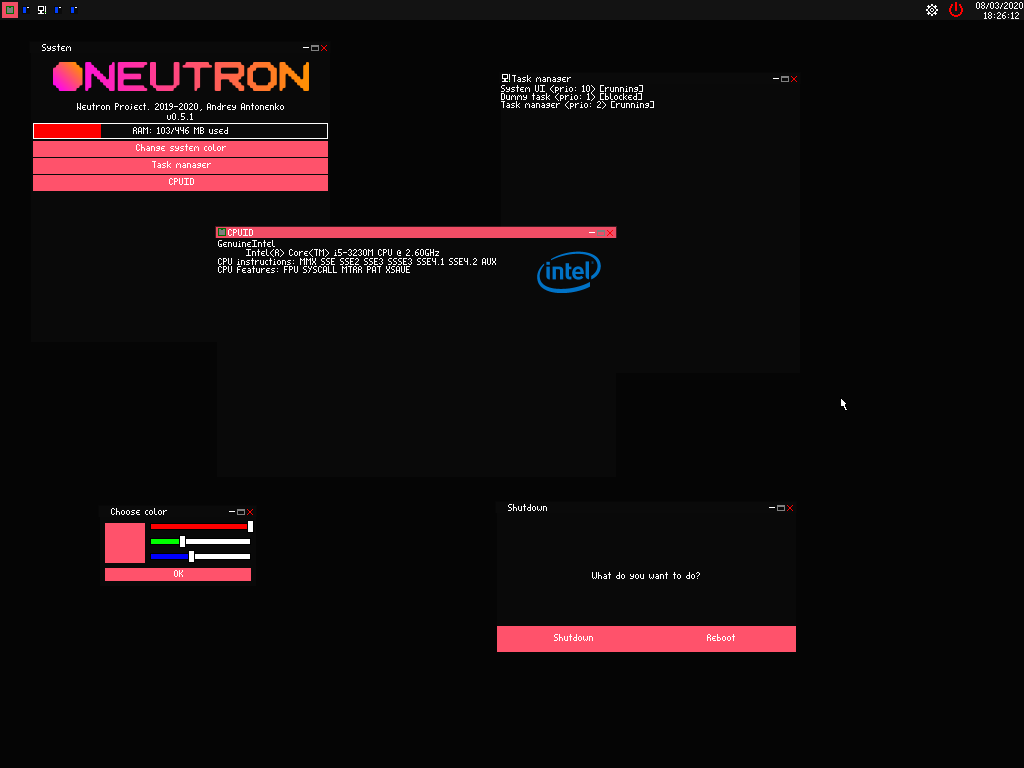 08/03/2020
18:26:12
System
NEUTRON
Neutron Project. 2019-2020, Andrey Antonenko
v0.5.1
RAM: 103/446 MB used
Change system color
Task manager
CPUID
Task manager
System UI <prio: 10> [running]
Dummy task <prio: 1> [blocked]
Task manager <prio: 2> [running]
CPUID
GenuineIntel
Intel(R) Core(TM) i5-3230M CPU @ 2.60GHz
CPU instructions: MMX SSE SSE2 SSE3 SSSE3 SSE4.1 SSE4.2 AVX
CPU features: FPU SYSCALL MTRR PAT XSAVE
intel
Choose color
OK
Shutdown
What do you want to do?
Shutdown Reboot